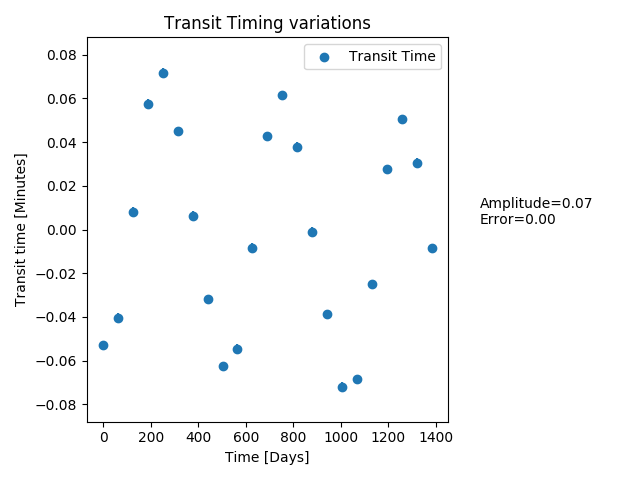 Transit Timing variations
Transit Time
0.08
0.06
0.04
0.02
0.00
−0.02
−0.04
−0.06
−0.08
Transit time [Minutes]
Amplitude=0.07
Error=0.00
0 200 400 600 800 1000 1200 1400
Time [Days]